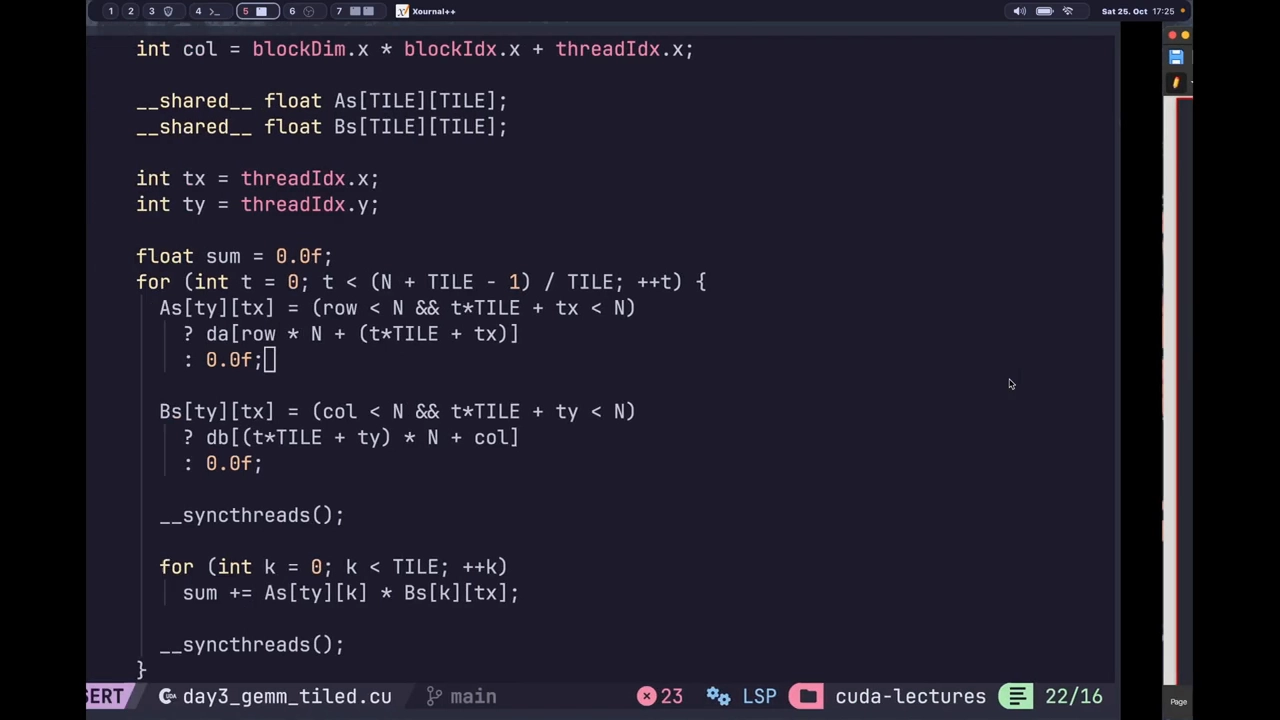 1 2 3 4 5 6 7 Xournal++ Sat 25. Oct 17:25
int col = blockDim.x * blockIdx.x + threadIdx.x;
__shared__ float As[TILE][TILE];
__shared__ float Bs[TILE][TILE];
int tx = threadIdx.x;
int ty = threadIdx.y;
float sum = 0.0f;
for (int t = 0; t < (N + TILE - 1) / TILE; ++t) {
As[ty][tx] = (row < N && t*TILE + tx < N)
? da[row * N + (t*TILE + tx)]
: 0.0f;
Bs[ty][tx] = (col < N && t*TILE + ty < N)
? db[(t*TILE + ty) * N + col]
: 0.0f;
__syncthreads();
for (int k = 0; k < TILE; ++k)
sum += As[ty][k] * Bs[k][tx];
__syncthreads();
}
SERT day3_gemm_tiled.cu main 23 LSP cuda-lectures 22/16
Page